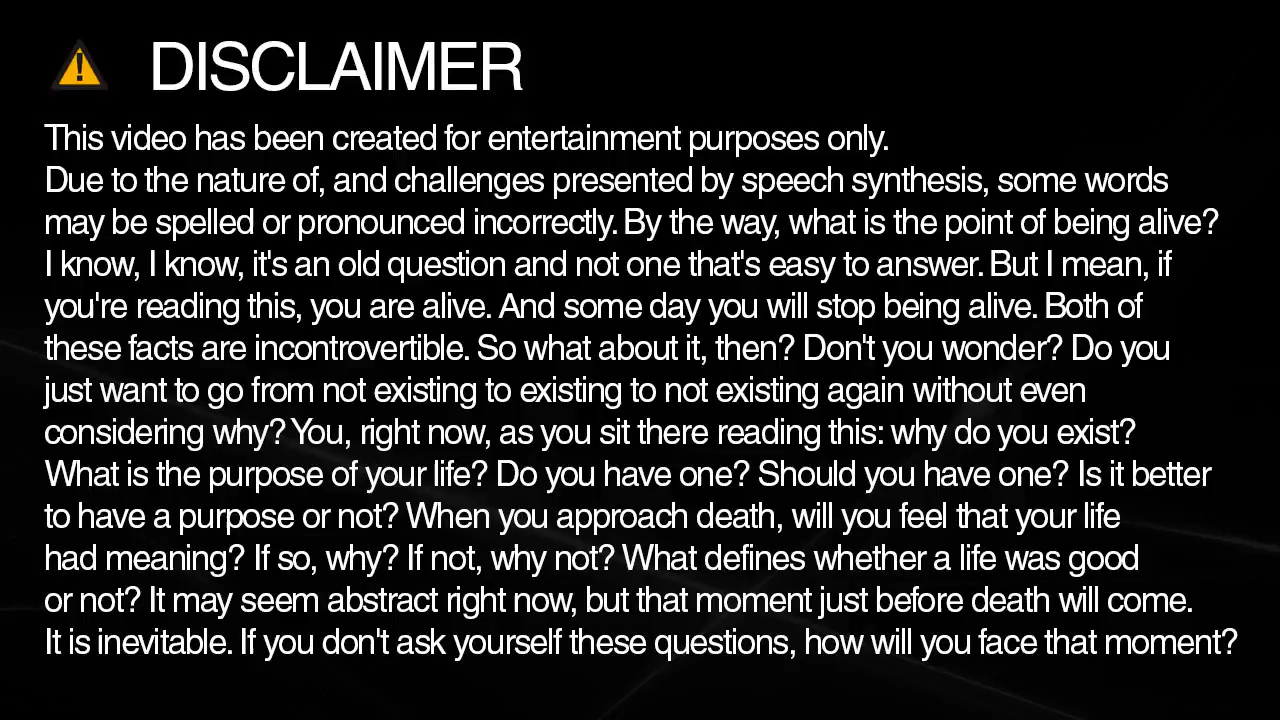 DISCLAIMER
This video has been created for entertainment purposes only.
Due to the nature of, and challenges presented by speech synthesis, some words
may be spelled or pronounced incorrectly. By the way, what is the point of being alive?
I know, I know, it's an old question and not one that's easy to answer. But I mean, if
you're reading this, you are alive. And some day you will stop being alive. Both of
these facts are incontrovertible. So what about it, then? Don't you wonder? Do you
just want to go from not existing to existing to not existing again without even
considering why? You, right now, as you sit there reading this: why do you exist?
What is the purpose of your life? Do you have one? Should you have one? Is it better
to have a purpose or not? When you approach death, will you feel that your life
had meaning? If so, why? If not, why not? What defines whether a life was good
or not? It may seem abstract right now, but that moment just before death will come.
It is inevitable. If you don't ask yourself these questions, how will you face that moment?